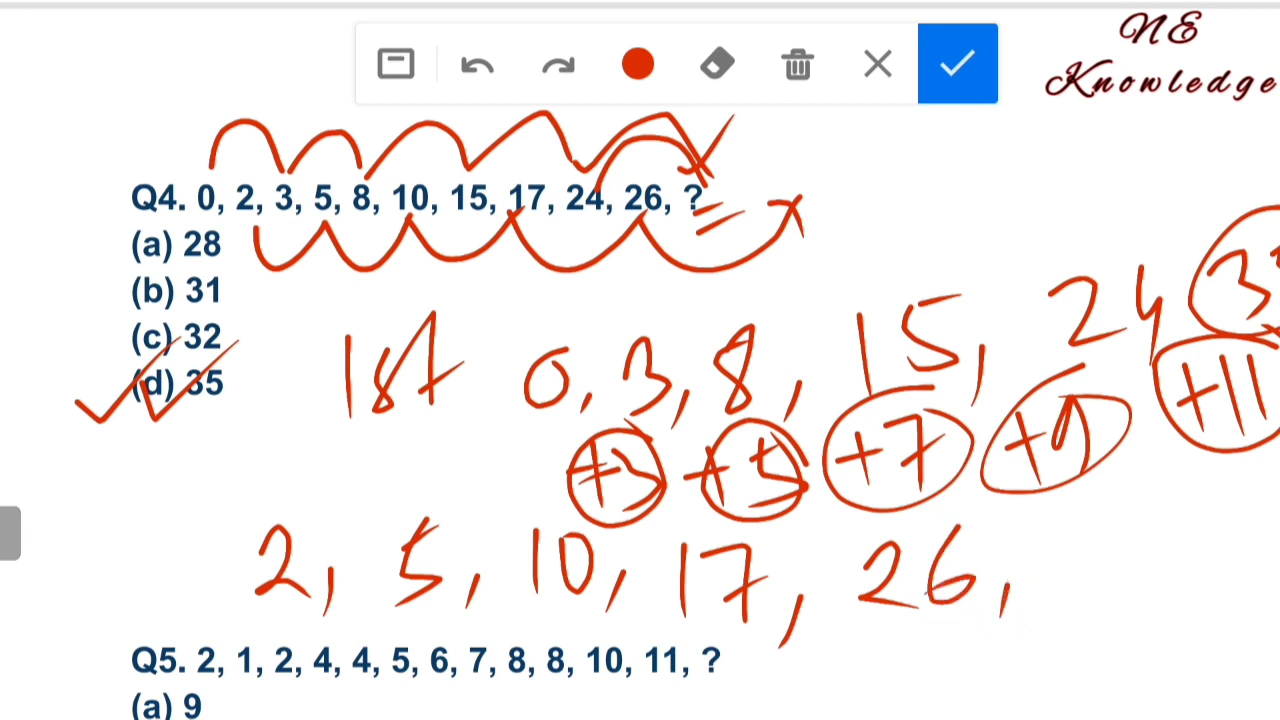 NE
Knowledge
Q4. 0, 2, 3, 5, 8, 10, 15, 17, 24, 26, ?
(a) 28
(b) 31
(c) 32
(d) 35
1st 0, 3, 8, 15, 24
+3 +5 +7 +9 +11
2, 5, 10, 17, 26,
Q5. 2, 1, 2, 4, 4, 5, 6, 7, 8, 8, 10, 11, ?
(a) 9